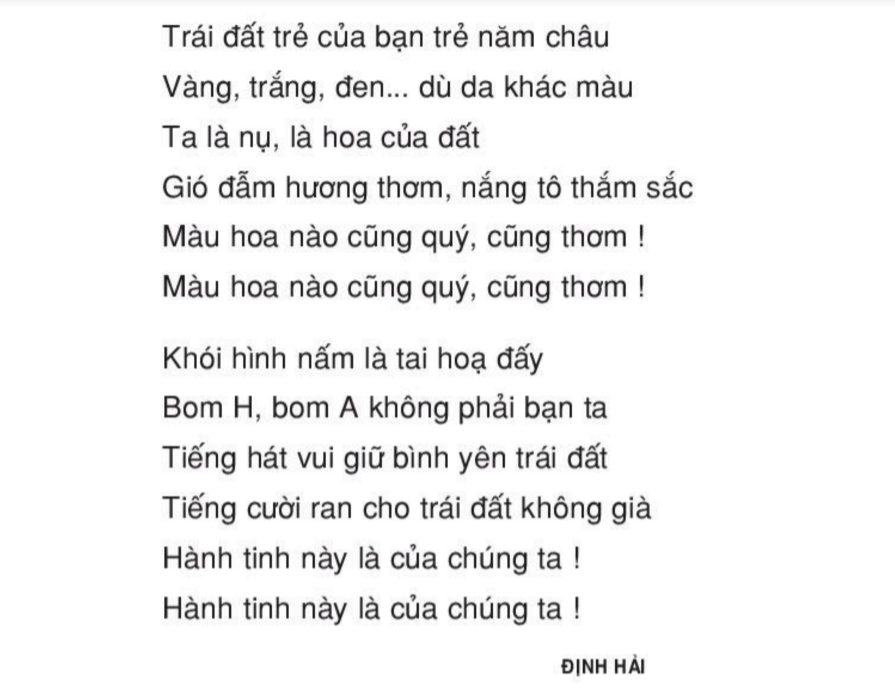 Trái đất trẻ của bạn trẻ năm châu
Vàng, trắng, đen... dù da khác màu
Ta là nụ, là hoa của đất
Gió đẫm hương thơm, nắng tô thắm sắc
Màu hoa nào cũng quý, cũng thơm !
Màu hoa nào cũng quý, cũng thơm !
Khói hình nấm là tai hoạ đấy
Bom H, bom A không phải bạn ta
Tiếng hát vui giữ bình yên trái đất
Tiếng cười ran cho trái đất không già
Hành tinh này là của chúng ta !
Hành tinh này là của chúng ta !
ĐỊNH HẢI